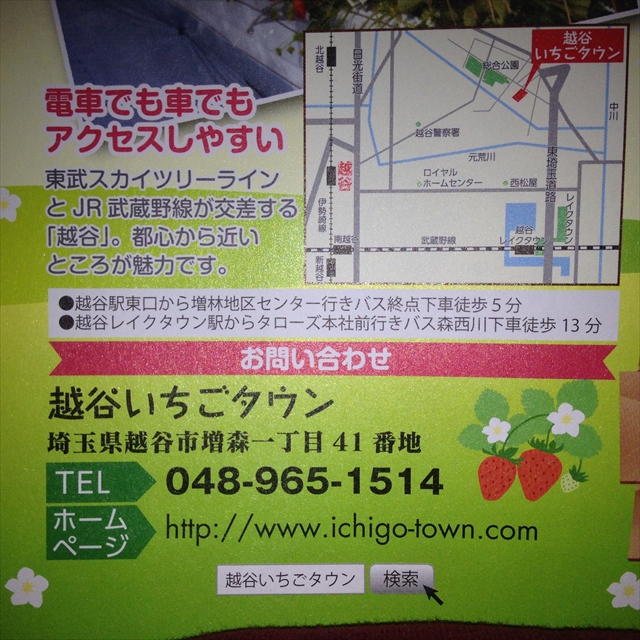 電車でも車でも
アクセスしやすい
東武スカイツリーライン
とJR武蔵野線が交差する
「越谷」。都心から近い
ところが魅力です。
越谷
いちごタウン
北越谷
日光街道
総合公園
中川
越谷警察署
元荒川
東埼玉道路
越谷
ロイヤル
ホームセンター
西松屋
伊勢崎線
レイクタウン
南越谷
武蔵野線
越谷
レイクタウン
新越谷
●越谷駅東口から増林地区センター行きバス終点下車徒歩5分
●越谷レイクタウン駅からタローズ本社前行きバス森西川下車徒歩13分
お問い合わせ
越谷いちごタウン
埼玉県越谷市増森一丁目41番地
TEL 048-965-1514
ホーム
ページ
http://www.ichigo-town.com
越谷いちごタウン 検索